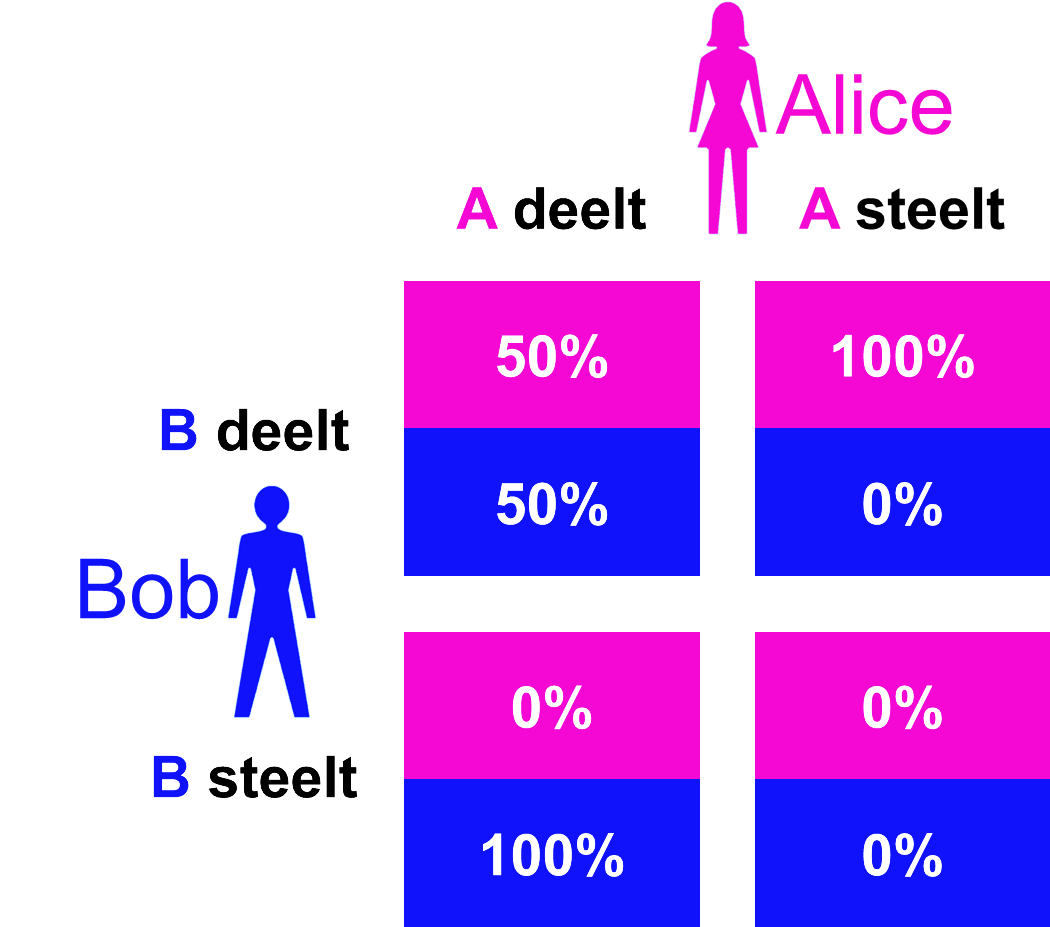 Alice
A deelt
A steelt
50%
100%
B deelt
50%
0%
Bob
0%
0%
B steelt
100%
0%